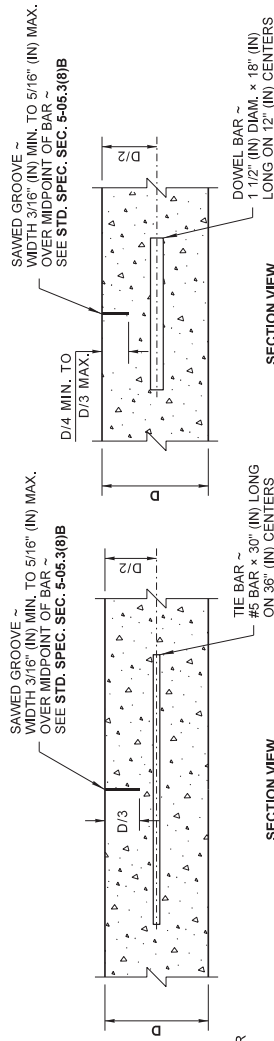 SAWED GROOVE ~
WIDTH 3/16" (IN) MIN. TO 5/16" (IN) MAX.
OVER MIDPOINT OF BAR ~
SEE STD. SPEC. SEC. 5-05.3(8)B
D/3
D/2
D
TIE BAR ~
#5 BAR × 30" (IN) LONG
ON 36" (IN) CENTERS
SECTION VIEW
R
SAWED GROOVE ~
WIDTH 3/16" (IN) MIN. TO 5/16" (IN) MAX.
OVER MIDPOINT OF BAR ~
SEE STD. SPEC. SEC. 5-05.3(8)B
D/4 MIN. TO
D/3 MAX.
D/2
D
DOWEL BAR ~
1 1/2" (IN) DIAM. × 18" (IN)
LONG ON 12" (IN) CENTERS
SECTION VIEW